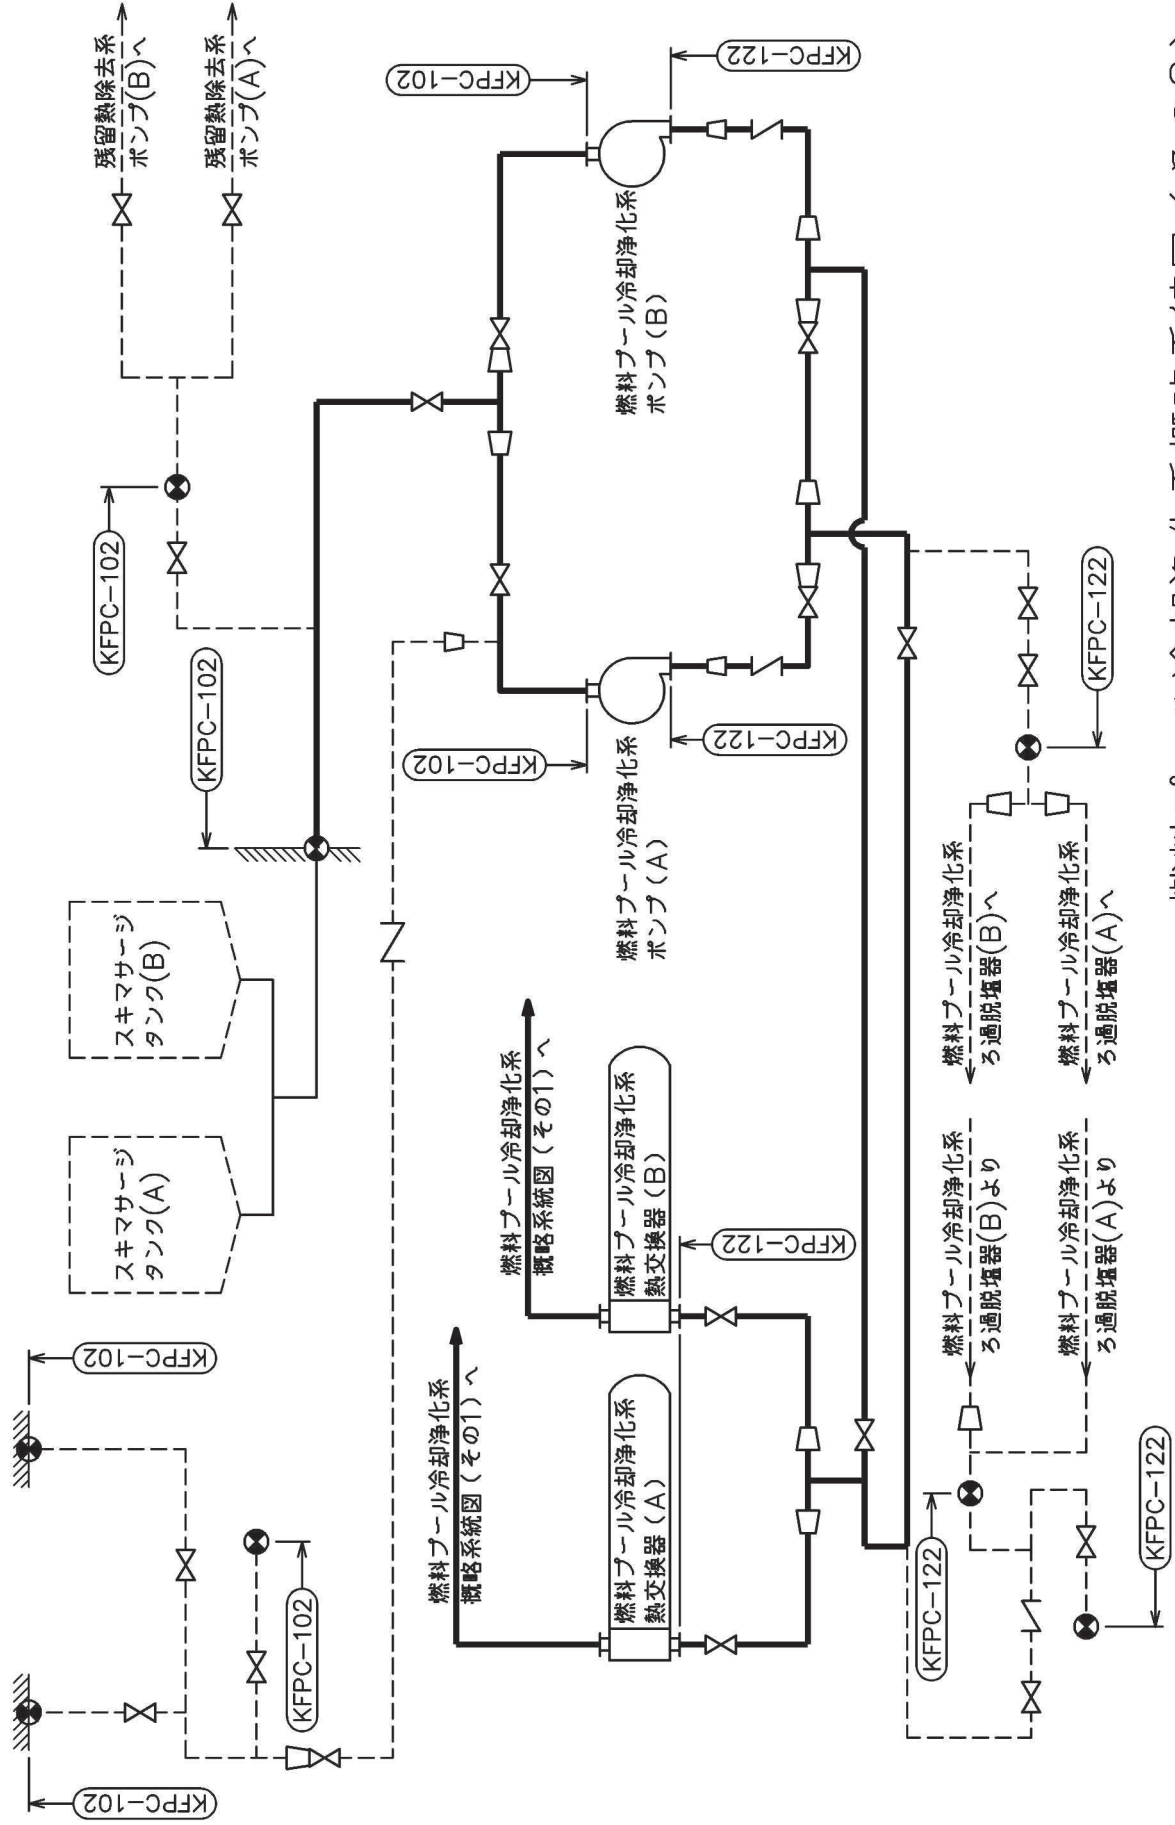 残留熱除去系
ポンプ(B)へ
残留熱除去系
ポンプ(A)へ
KFPC-102
KFPC-122
燃料プール冷却浄化系
ポンプ(B)
KFPC-102
KFPC-102
KFPC-102
KFPC-122
燃料プール冷却浄化系
ポンプ(A)
KFPC-122
スキマサージ
タンク(B)
スキマサージ
タンク(A)
燃料プール冷却浄化系
ろ過脱塩器(B)へ
燃料プール冷却浄化系
ろ過脱塩器(A)へ
燃料プール冷却浄化系
概略系統図(その1)へ
燃料プール冷却浄化系
熱交換器(B)
KFPC-122
燃料プール冷却浄化系
ろ過脱塩器(B)より
燃料プール冷却浄化系
ろ過脱塩器(A)より
KFPC-102
燃料プール冷却浄化系
概略系統図(その1)へ
燃料プール冷却浄化系
熱交換器(A)
KFPC-102
KFPC-122
KFPC-122
KFPC-102